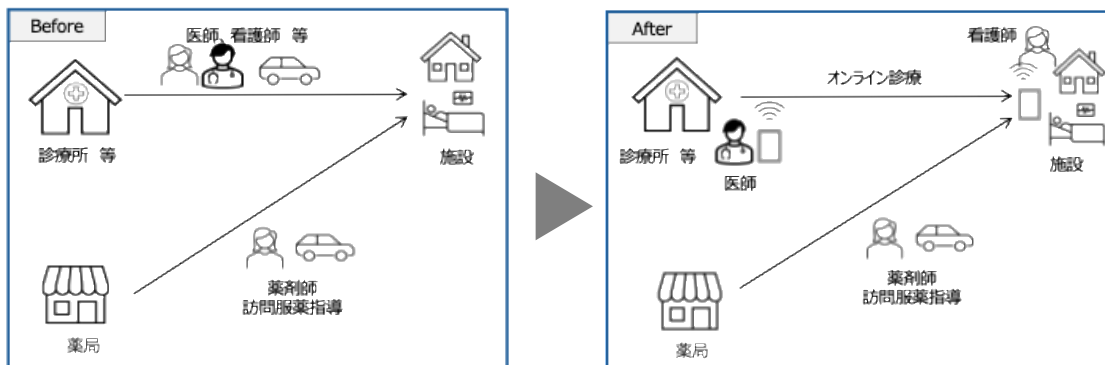 Before
医師、看護師 等
診療所 等
施設
薬剤師
訪問服薬指導
薬局
After
看護師
オンライン診療
診療所 等
医師
施設
薬剤師
訪問服薬指導
薬局